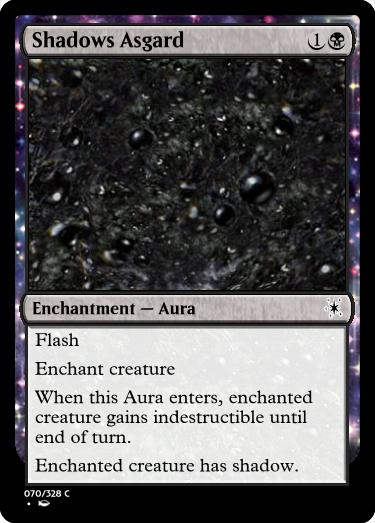 Shadows Asgard 1
Enchantment — Aura
Flash
Enchant creature
When this Aura enters, enchanted
creature gains indestructible until
end of turn.
Enchanted creature has shadow.
070/328 C